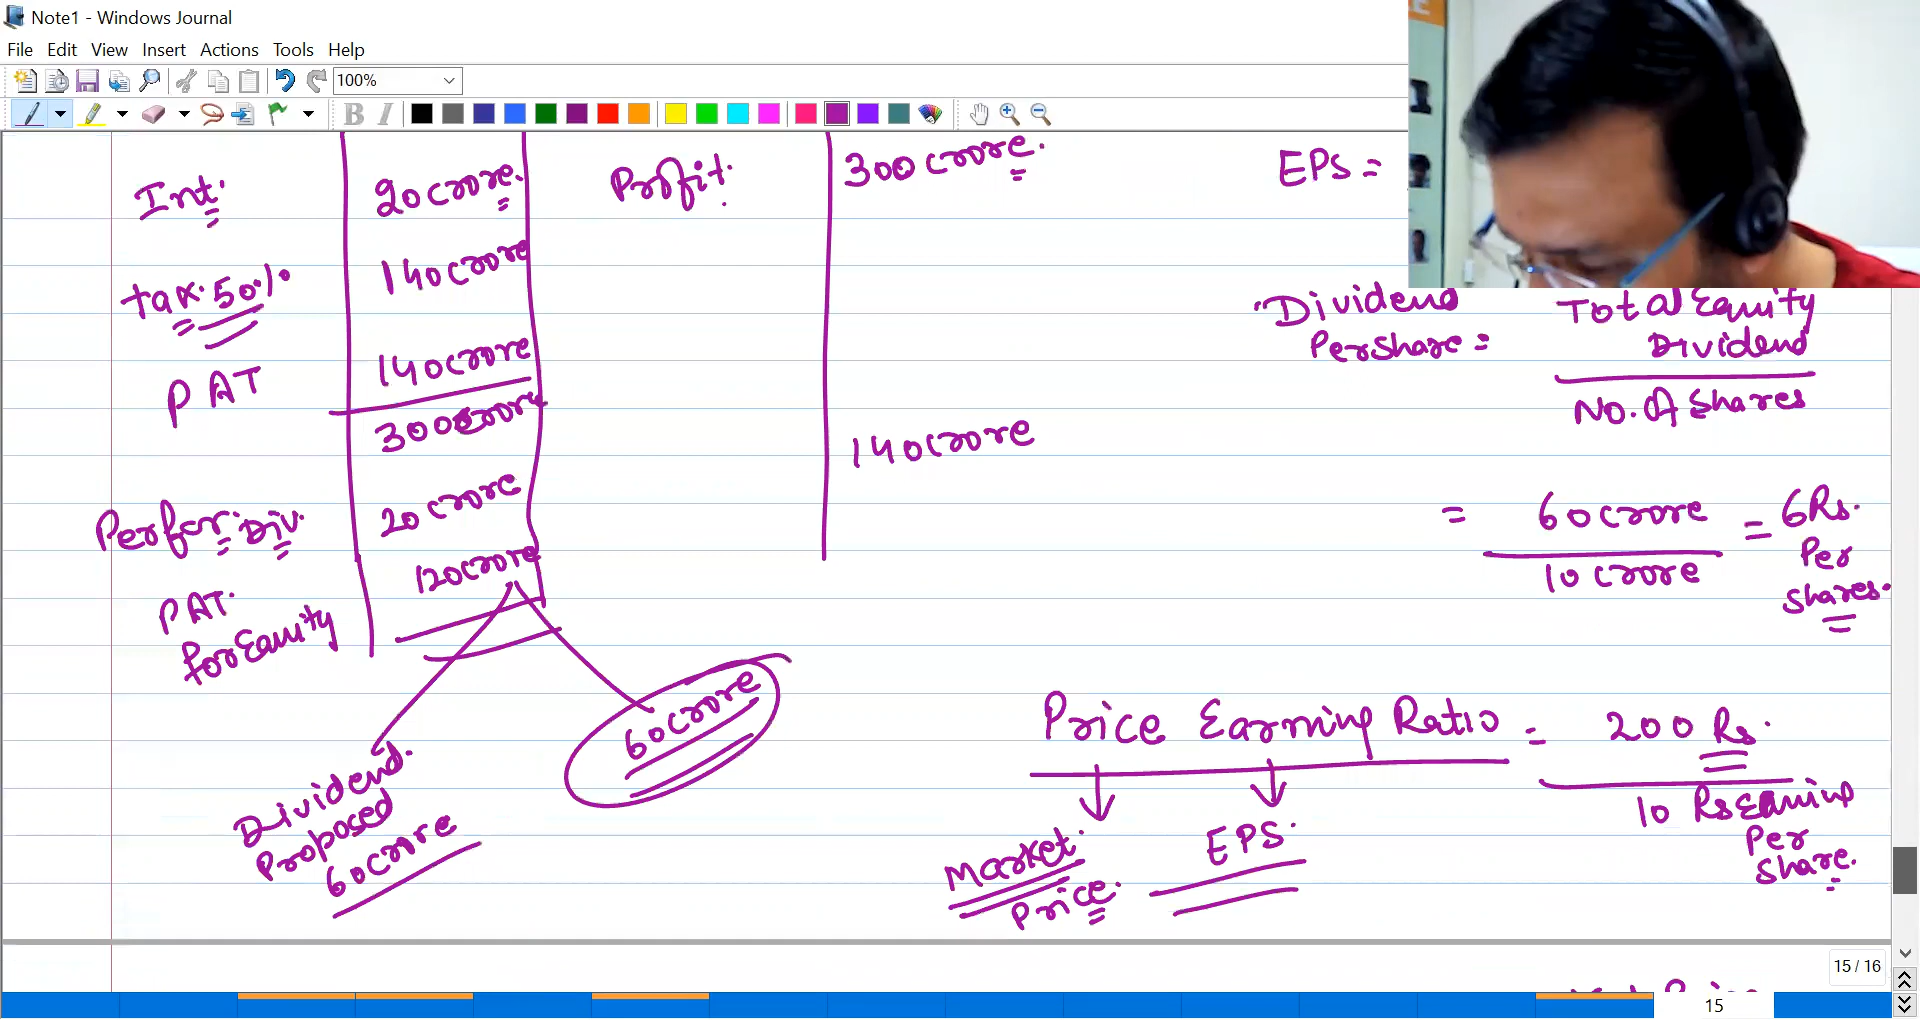 Note1 - Windows Journal
File Edit View Insert Actions Tools Help
100%
B I
Int.
20 crore.
Profit.
300 crore.
EPS =
tax. 50%
140 crore
PAT
140 crore
300 crore
140 crore
Perfer. Div.
20 crore
PAT.
for Equity
120 crore
Dividend.
Proposed
60 crore
60 crore
Dividend
Per Share =
Total Equity
Dividend
No. of Shares
= 60 crore
10 crore
= 6 Rs.
Per
Shares.
Price Earning Ratio =
200 Rs.
10 Rs Earning
Per
Share.
Market.
Price.
EPS.
15 / 16
15